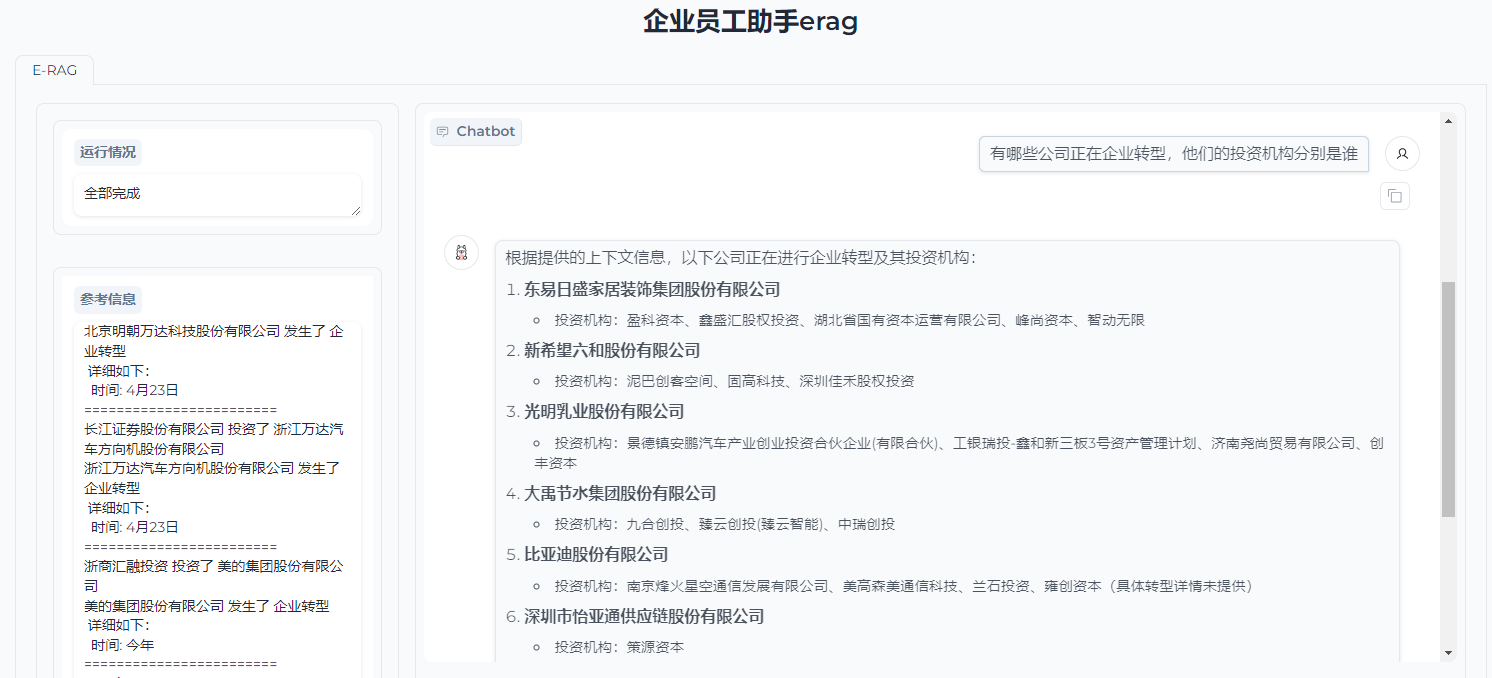 企业员工助手erag
E-RAG
运行情况
全部完成
参考信息
北京明朝万达科技股份有限公司 发生了 企
业转型
详细如下：
时间: 4月23日
========================
长江证券股份有限公司 投资了 浙江万达汽
车方向机股份有限公司
浙江万达汽车方向机股份有限公司 发生了
企业转型
详细如下：
时间: 4月23日
========================
浙商汇融投资 投资了 美的集团股份有限公
司
美的集团股份有限公司 发生了 企业转型
详细如下：
时间: 今年
========================
Chatbot
有哪些公司正在企业转型，他们的投资机构分别是谁
根据提供的上下文信息，以下公司正在进行企业转型及其投资机构：
1. 东易日盛家居装饰集团股份有限公司
投资机构：盈科资本、鑫盛汇股权投资、湖北省国有资本运营有限公司、峰尚资本、智动无限
2. 新希望六和股份有限公司
投资机构：泥巴创客空间、固高科技、深圳佳禾股权投资
3. 光明乳业股份有限公司
投资机构：景德镇安鹏汽车产业创业投资合伙企业(有限合伙)、工银瑞投-鑫和新三板3号资产管理计划、济南尧尚贸易有限公司、创
丰资本
4. 大禹节水集团股份有限公司
投资机构：九合创投、臻云创投(臻云智能)、中瑞创投
5. 比亚迪股份有限公司
投资机构：南京烽火星空通信发展有限公司、美高森美通信科技、兰石投资、雍创资本（具体转型详情未提供）
6. 深圳市怡亚通供应链股份有限公司
投资机构：策源资本